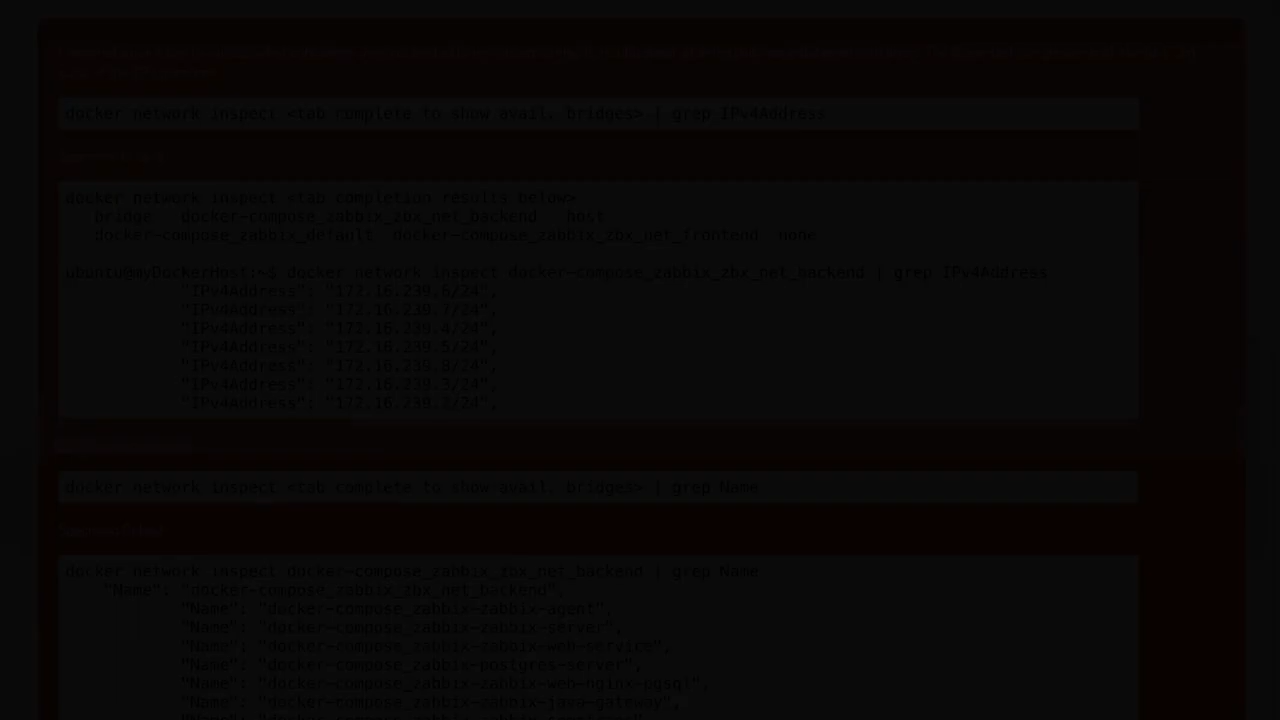 docker network inspect <tab complete to show avail. bridges> | grep IPv4Address
docker network inspect <tab completion results below>
bridge docker-compose_zabbix_zbx_net_backend host
docker-compose_zabbix_default docker-compose_zabbix_zbx_net_frontend none
ubuntu@myDockerHost:~$ docker network inspect docker-compose_zabbix_zbx_net_backend | grep IPv4Address
"IPv4Address": "172.16.239.6/24",
"IPv4Address": "172.16.239.7/24",
"IPv4Address": "172.16.239.4/24",
"IPv4Address": "172.16.239.5/24",
"IPv4Address": "172.16.239.8/24",
"IPv4Address": "172.16.239.3/24",
"IPv4Address": "172.16.239.2/24",
docker network inspect <tab complete to show avail. bridges> | grep Name
docker network inspect docker-compose_zabbix_zbx_net_backend | grep Name
"Name": "docker-compose_zabbix_zbx_net_backend",
"Name": "docker-compose_zabbix-zabbix-agent",
"Name": "docker-compose_zabbix-zabbix-server",
"Name": "docker-compose_zabbix-zabbix-web-service",
"Name": "docker-compose_zabbix-postgres-server",
"Name": "docker-compose_zabbix-zabbix-web-nginx-pgsql",
"Name": "docker-compose_zabbix-zabbix-java-gateway",